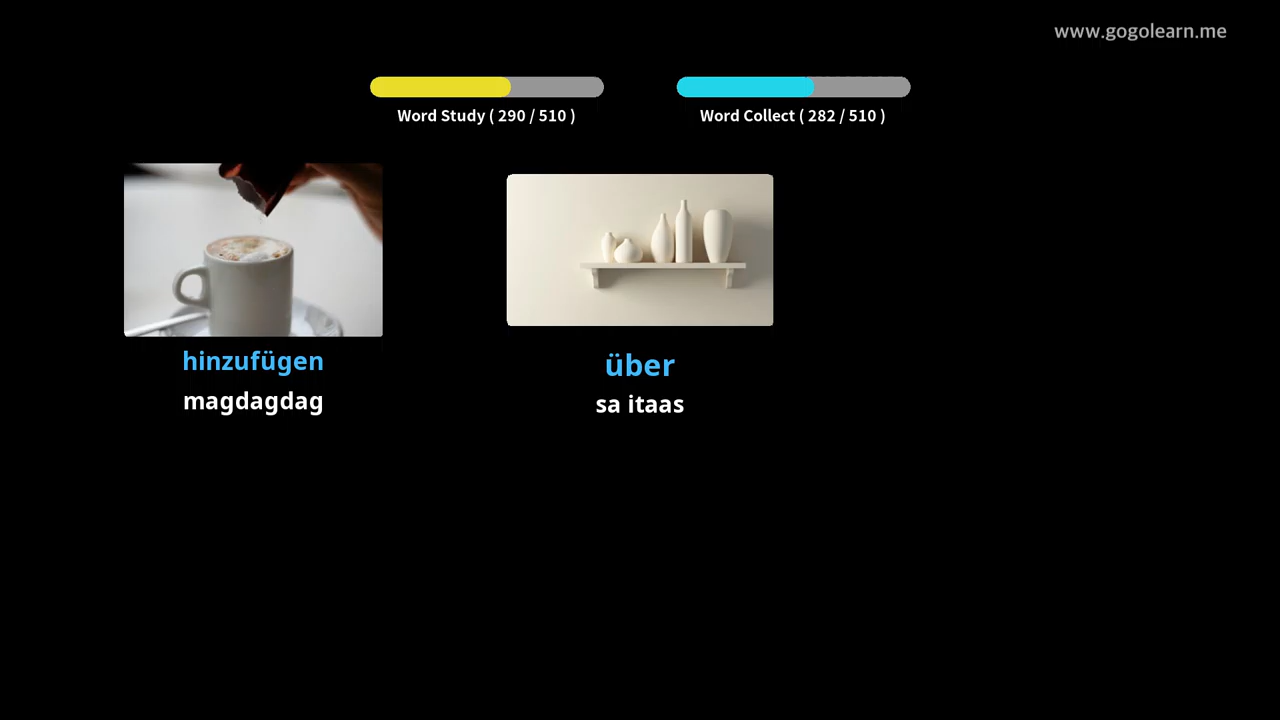 www.gogolearn.me
Word Study ( 290 / 510 )
Word Collect ( 282 / 510 )
hinzufügen
magdagdag
über
sa itaas